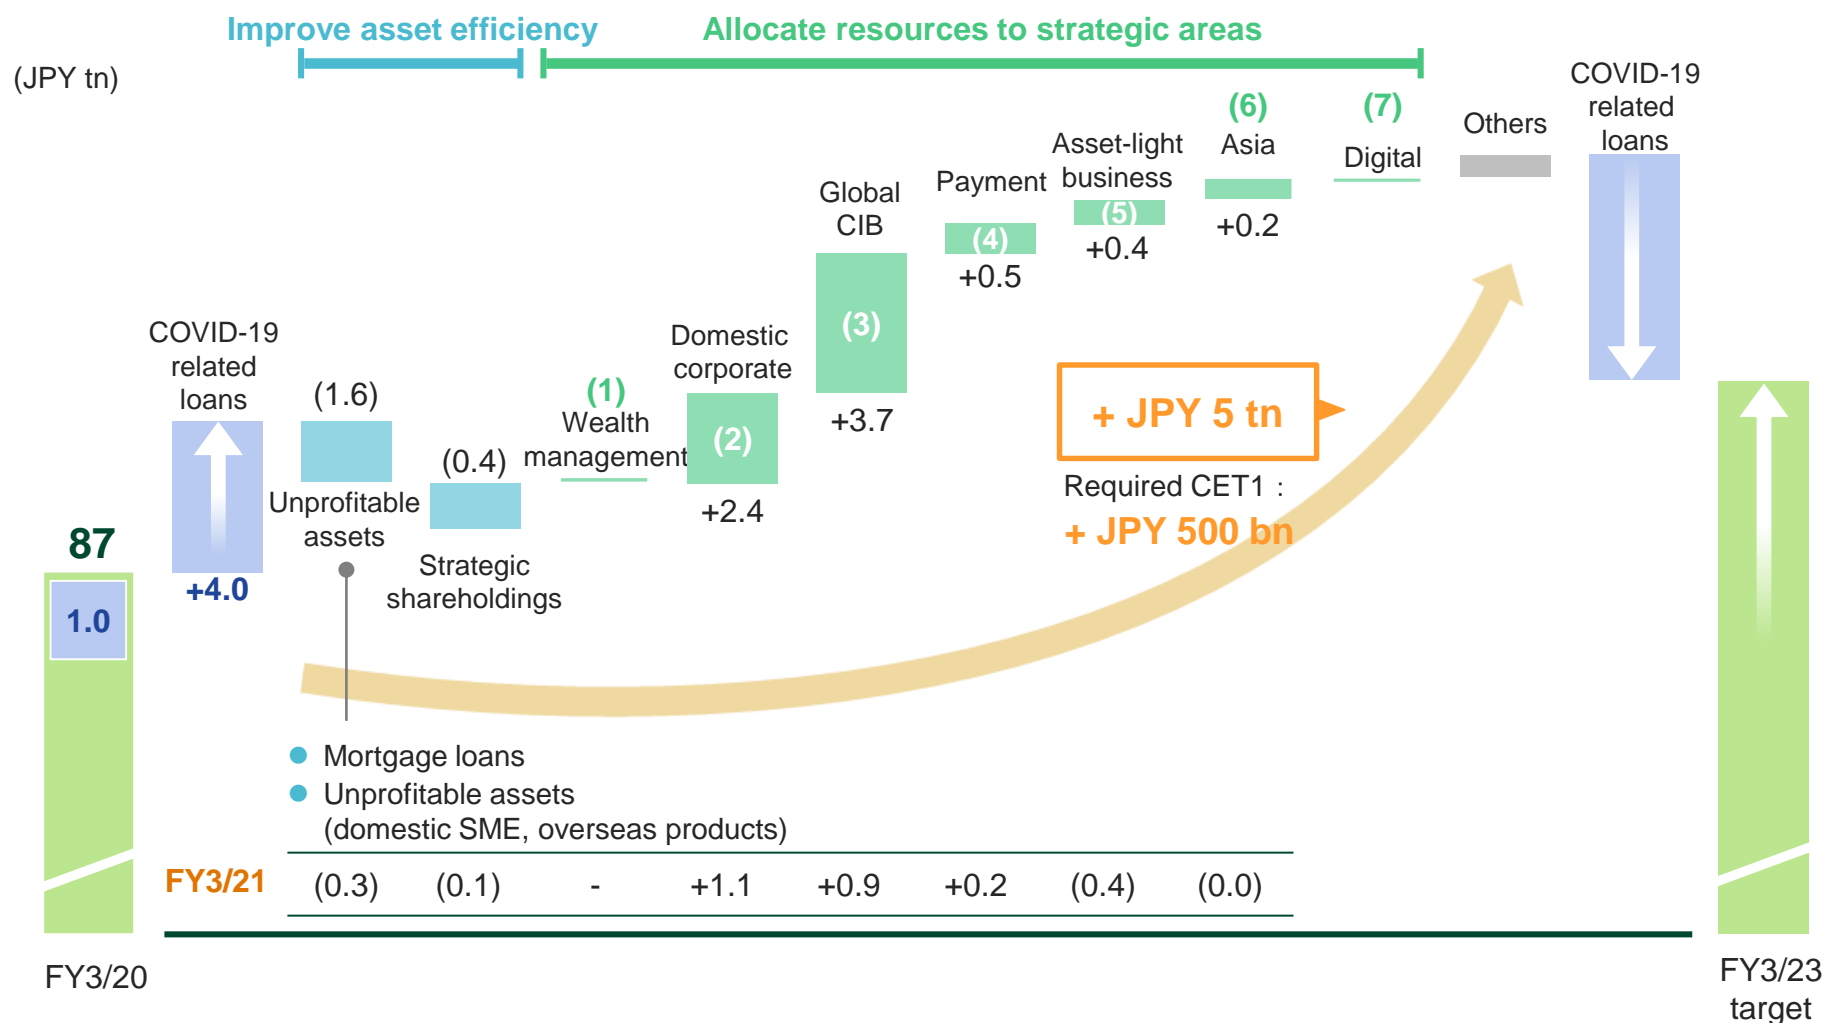 Improve asset efficiency
Allocate resources to strategic areas
(JPY tn)
87
1.0
FY3/20
COVID-19
related
loans
+4.0
(1.6)
Unprofitable
assets
(0.4)
Strategic
shareholdings
(1)
Wealth
management
Domestic
corporate
(2)
+2.4
Global
CIB
(3)
+3.7
Payment
(4)
+0.5
Asset-light
business
(5)
+0.4
(6)
Asia
+0.2
(7)
Digital
Others
COVID-19
related
loans
+ JPY 5 tn
Required CET1 :
+ JPY 500 bn
● Mortgage loans
● Unprofitable assets
(domestic SME, overseas products)
FY3/21 (0.3) (0.1) - +1.1 +0.9 +0.2 (0.4) (0.0)
FY3/23
target